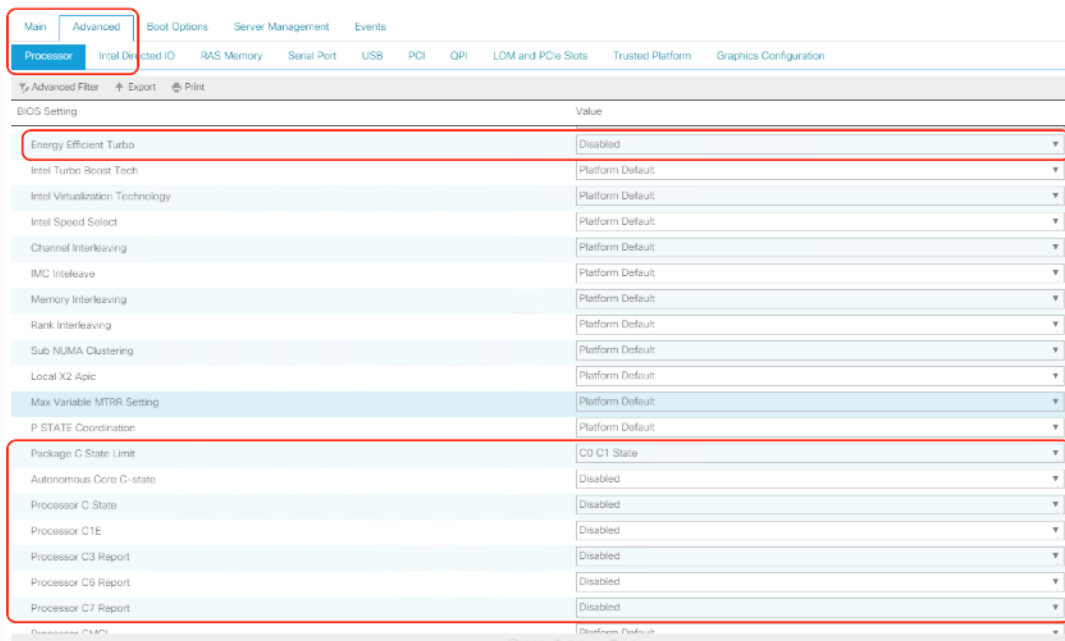 Main Advanced Boot Options Server Management Events
Processor Intel Directed IO RAS Memory Serial Port USB PCI QPI LOM and PCIe Slots Trusted Platform Graphics Configuration
Advanced Filter Export Print
BIOS Setting Value
Energy Efficient Turbo Disabled
Intel Turbo Boost Tech Platform Default
Intel Virtualization Technology Platform Default
Intel Speed Select Platform Default
Channel Interleaving Platform Default
IMC Inteleave Platform Default
Memory Interleaving Platform Default
Rank Interleaving Platform Default
Sub NUMA Clustering Platform Default
Local X2 Apic Platform Default
Max Variable MTRR Setting Platform Default
P STATE Coordination Platform Default
Package C State Limit C0 C1 State
Autonomous Core C-state Disabled
Processor C State Disabled
Processor C1E Disabled
Processor C3 Report Disabled
Processor C6 Report Disabled
Processor C7 Report Disabled
Processor CMCI Platform Default